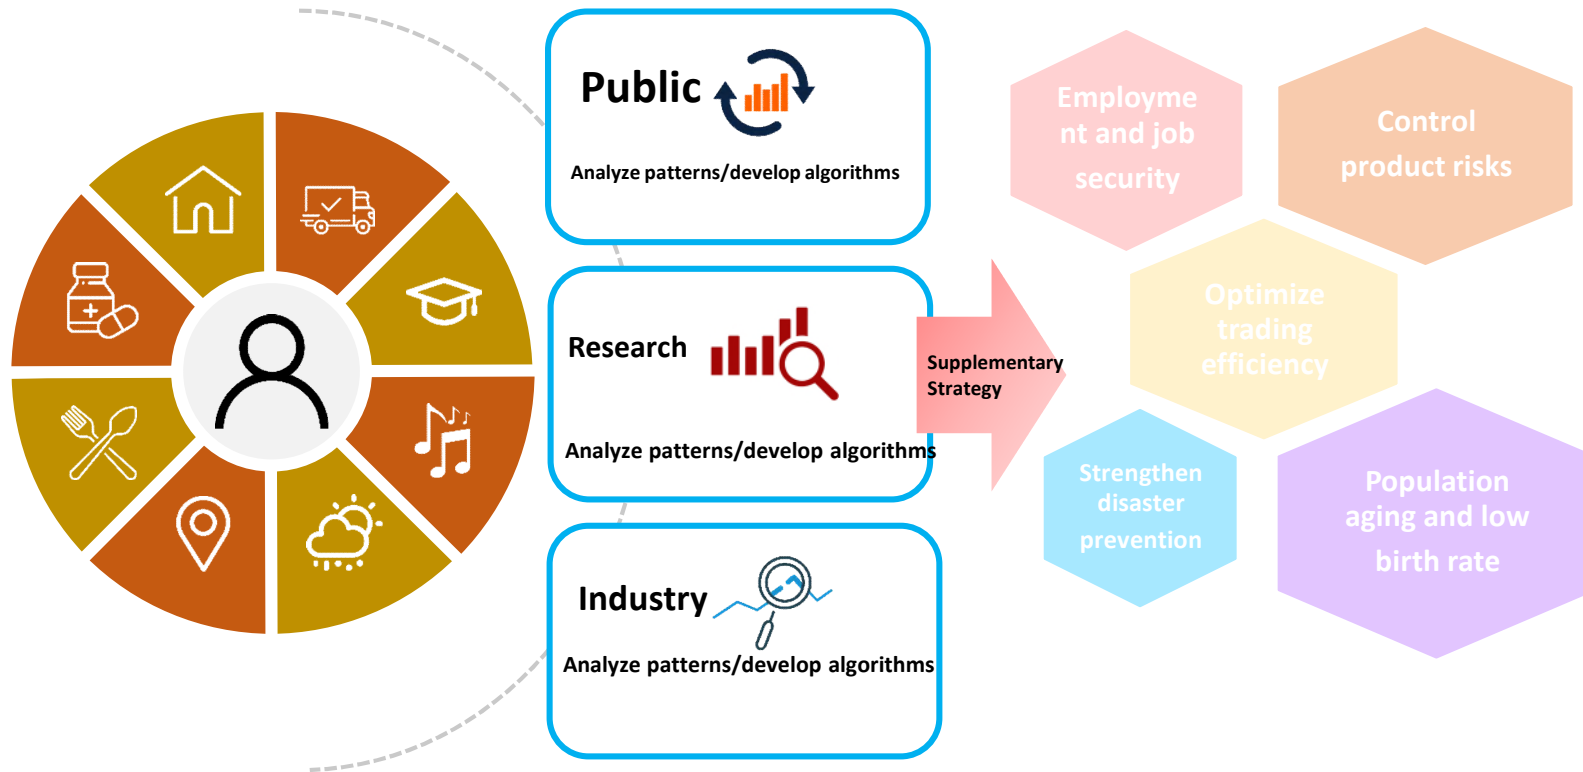 Public
Analyze patterns/develop algorithms
Research
Analyze patterns/develop algorithms
Industry
Analyze patterns/develop algorithms
Supplementary
Strategy
Employme
nt and job
security
Control
product risks
Optimize
trading
efficiency
Strengthen
disaster
prevention
Population
aging and low
birth rate